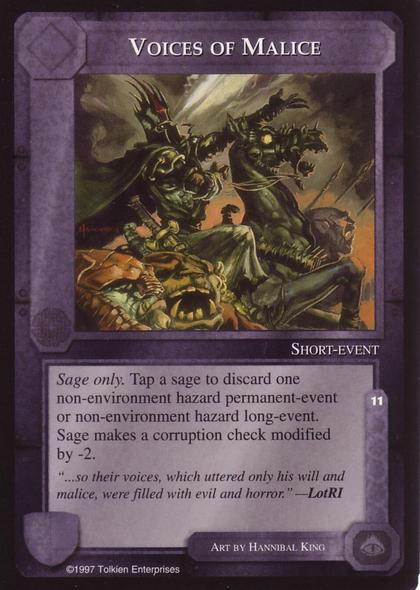 VOICES OF MALICE
SHORT-EVENT
Sage only. Tap a sage to discard one
non-environment hazard permanent-event
or non-environment hazard long-event.
Sage makes a corruption check modified
by -2.
11
“...so their voices, which uttered only his will and
malice, were filled with evil and horror.” —LotRI
ART BY HANNIBAL KING
©1997 Tolkien Enterprises